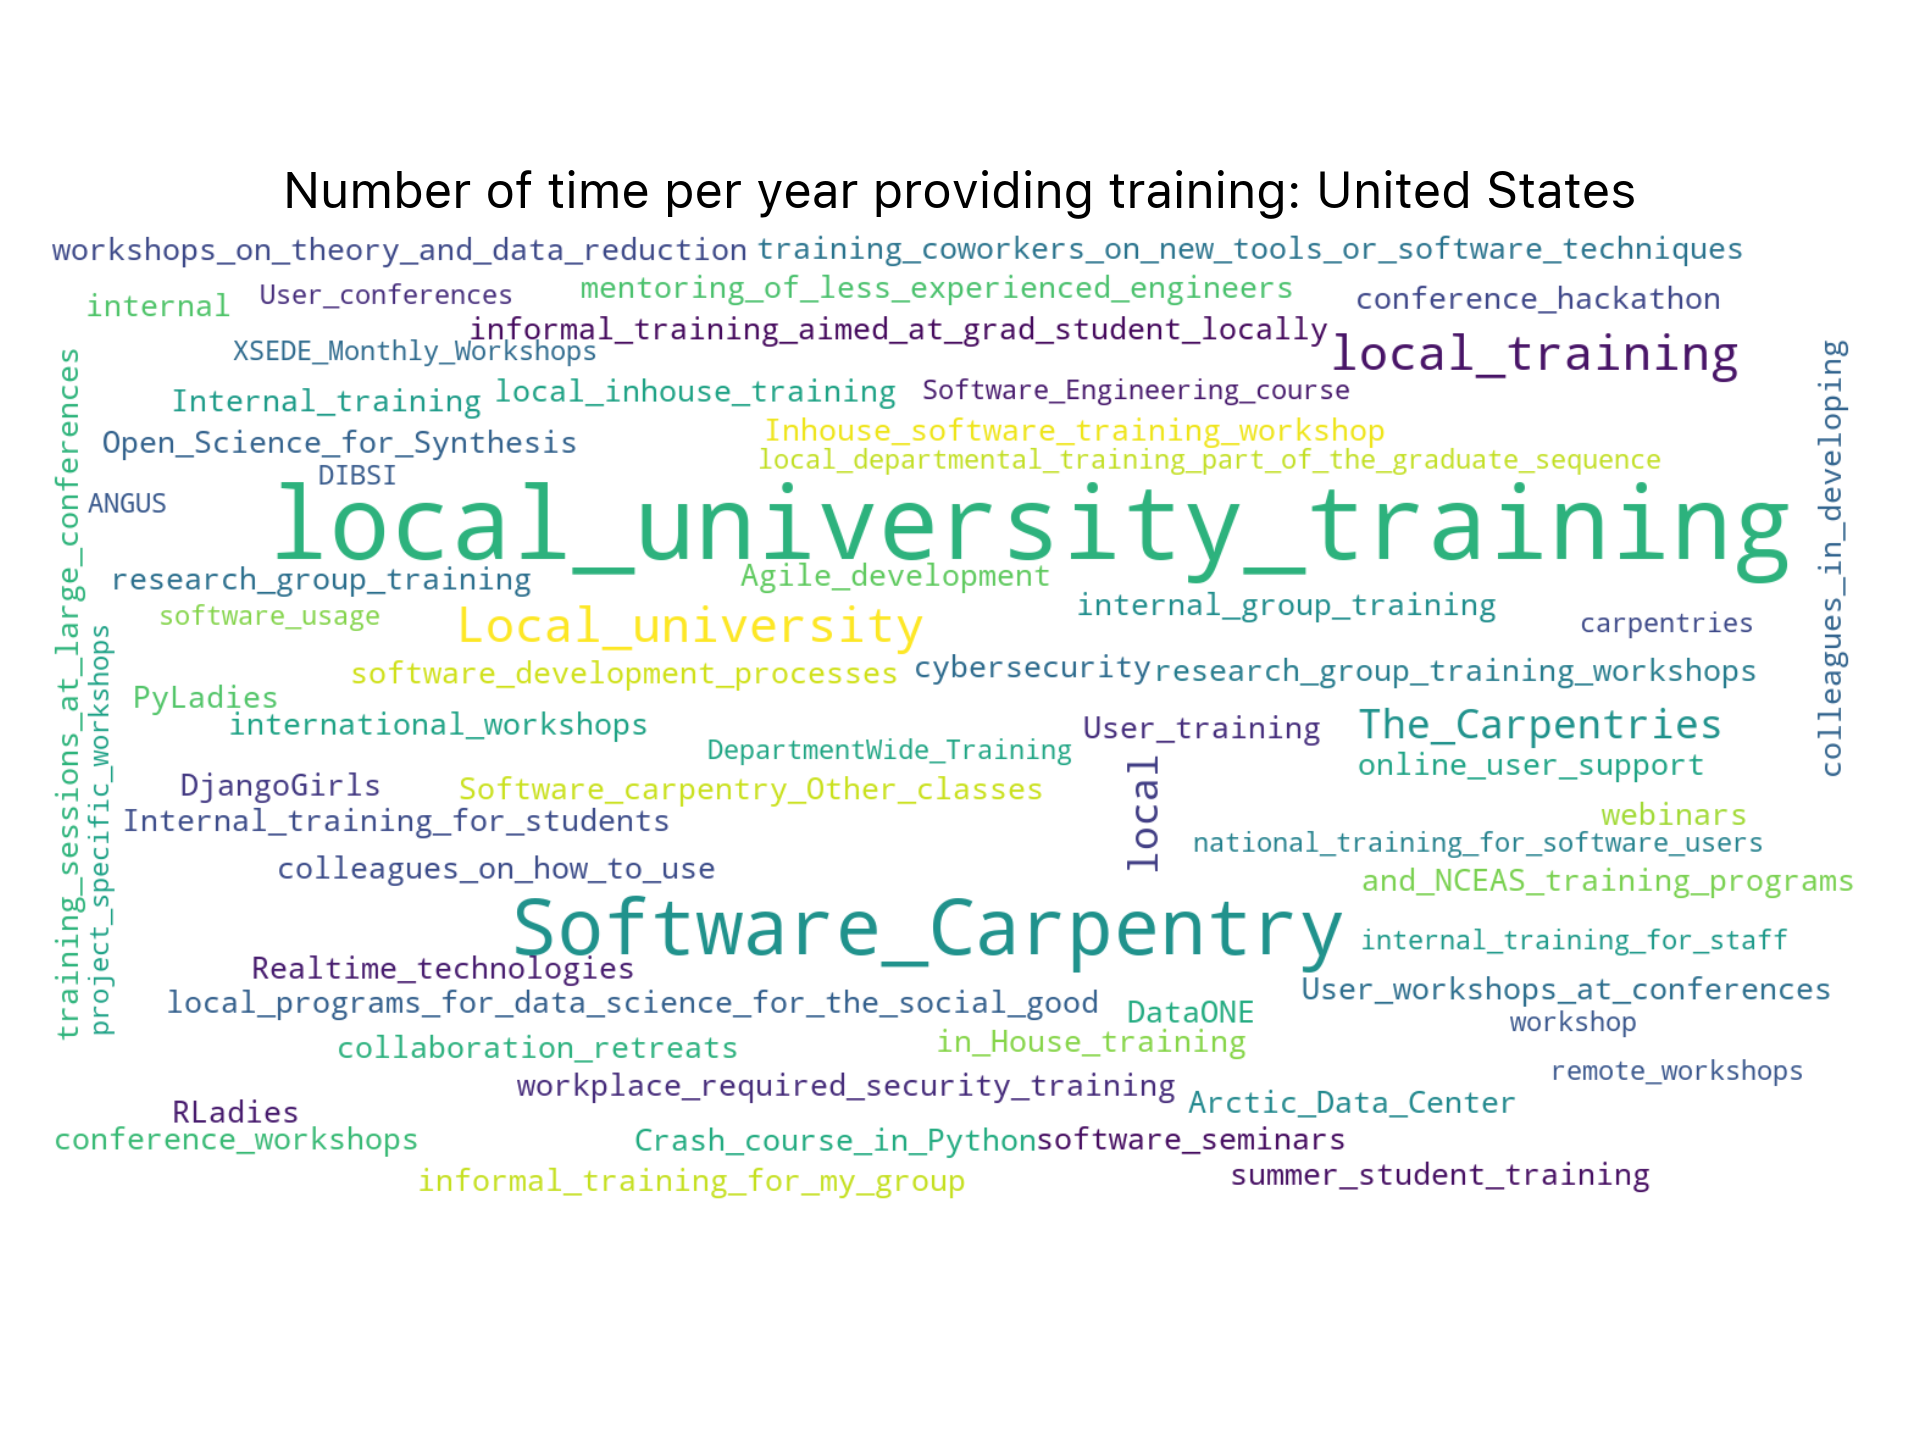 Number of time per year providing training: United States
workshops_on_theory_and_data_reduction
training_coworkers_on_new_tools_or_software_techniques
internal
User_conferences
mentoring_of_less_experienced_engineers
conference_hackathon
informal_training_aimed_at_grad_student_locally
XSEDE_Monthly_Workshops
local_training
Internal_training
local_inhouse_training
Software_Engineering_course
Open_Science_for_Synthesis
Inhouse_software_training_workshop
local_departmental_training_part_of_the_graduate_sequence
DIBSI
ANGUS
local_university_training
colleagues_in_developing
training_sessions_at_large_conferences
project_specific_workshops
research_group_training
Agile_development
internal_group_training
software_usage
Local_university
carpentries
software_development_processes
cybersecurity
research_group_training_workshops
PyLadies
international_workshops
User_training
The_Carpentries
DepartmentWide_Training
online_user_support
DjangoGirls
Software_carpentry_Other_classes
local
webinars
Internal_training_for_students
national_training_for_software_users
colleagues_on_how_to_use
and_NCEAS_training_programs
Software_Carpentry
internal_training_for_staff
Realtime_technologies
User_workshops_at_conferences
local_programs_for_data_science_for_the_social_good
DataONE
workshop
collaboration_retreats
in_House_training
remote_workshops
workplace_required_security_training
Arctic_Data_Center
RLadies
conference_workshops
Crash_course_in_Python
software_seminars
informal_training_for_my_group
summer_student_training